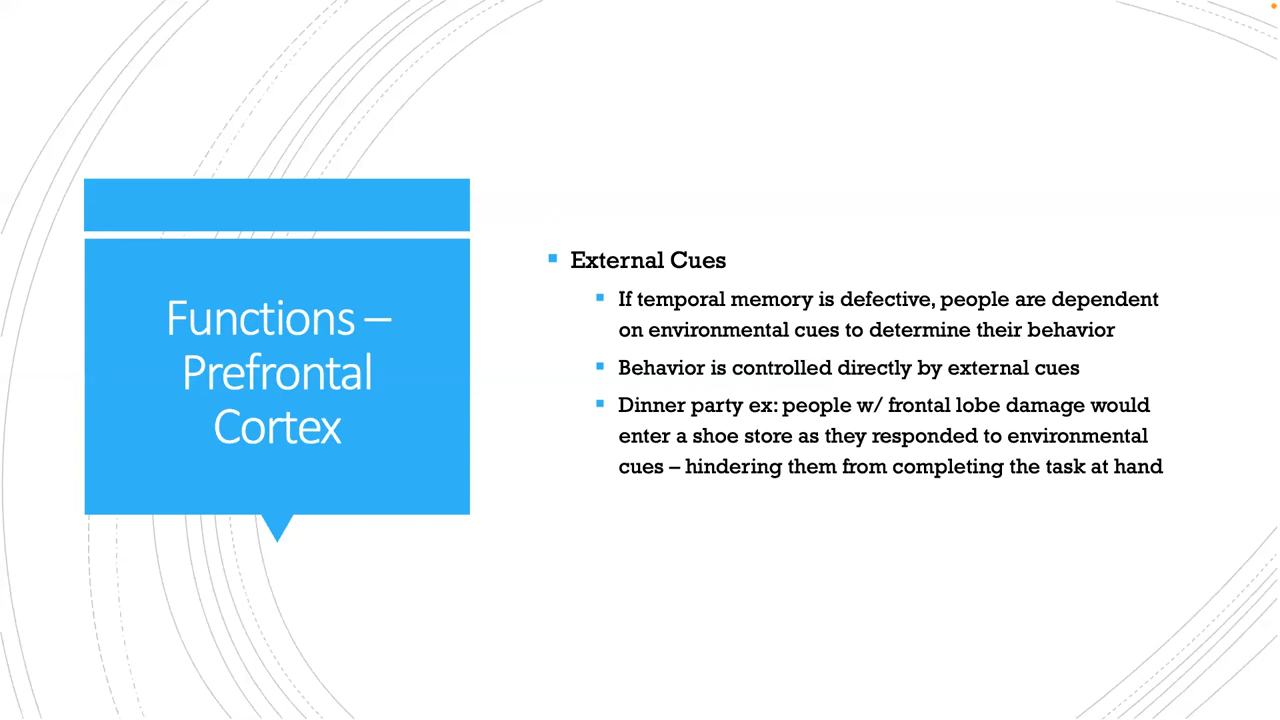 Functions –
Prefrontal
Cortex
External Cues
If temporal memory is defective, people are dependent
on environmental cues to determine their behavior
Behavior is controlled directly by external cues
Dinner party ex: people w/ frontal lobe damage would
enter a shoe store as they responded to environmental
cues – hindering them from completing the task at hand